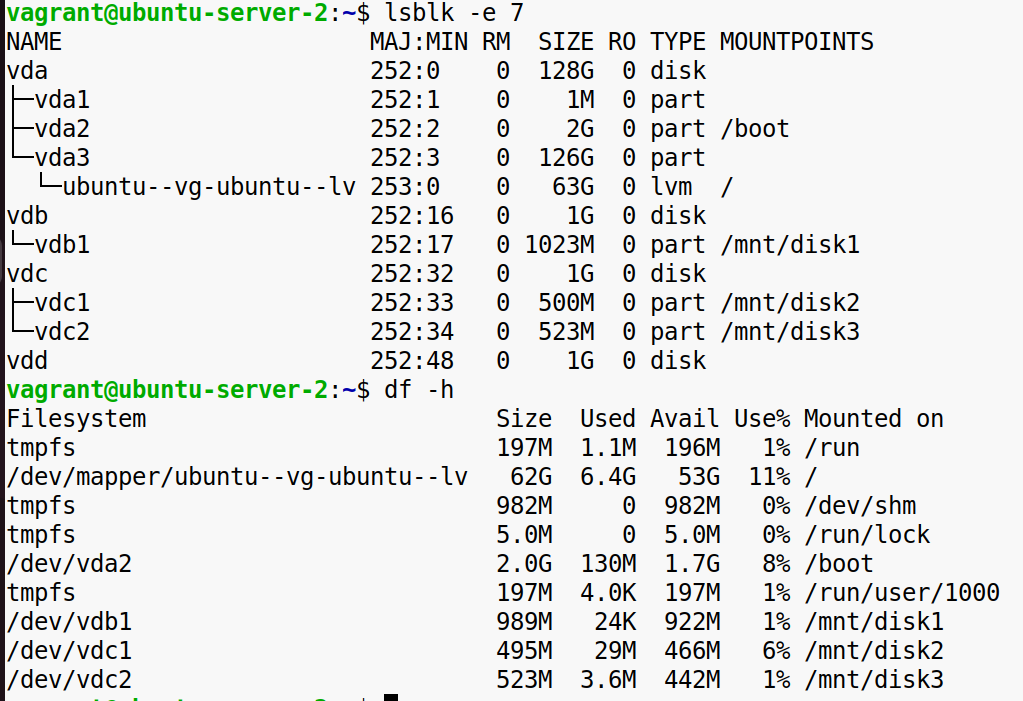 vagrant@ubuntu-server-2:~$ lsblk -e 7
NAME                      MAJ:MIN RM  SIZE RO TYPE MOUNTPOINTS
vda                       252:0    0  128G  0 disk
├─vda1                    252:1    0    1M  0 part
├─vda2                    252:2    0    2G  0 part /boot
└─vda3                    252:3    0  126G  0 part
  └─ubuntu--vg-ubuntu--lv 253:0    0   63G  0 lvm  /
vdb                       252:16   0    1G  0 disk
└─vdb1                    252:17   0 1023M  0 part /mnt/disk1
vdc                       252:32   0    1G  0 disk
├─vdc1                    252:33   0  500M  0 part /mnt/disk2
└─vdc2                    252:34   0  523M  0 part /mnt/disk3
vdd                       252:48   0    1G  0 disk
vagrant@ubuntu-server-2:~$ df -h
Filesystem                         Size  Used Avail Use% Mounted on
tmpfs                              197M  1.1M  196M   1% /run
/dev/mapper/ubuntu--vg-ubuntu--lv   62G  6.4G   53G  11% /
tmpfs                              982M     0  982M   0% /dev/shm
tmpfs                              5.0M     0  5.0M   0% /run/lock
/dev/vda2                          2.0G  130M  1.7G   8% /boot
tmpfs                              197M  4.0K  197M   1% /run/user/1000
/dev/vdb1                          989M   24K  922M   1% /mnt/disk1
/dev/vdc1                          495M   29M  466M   6% /mnt/disk2
/dev/vdc2                          523M  3.6M  442M   1% /mnt/disk3